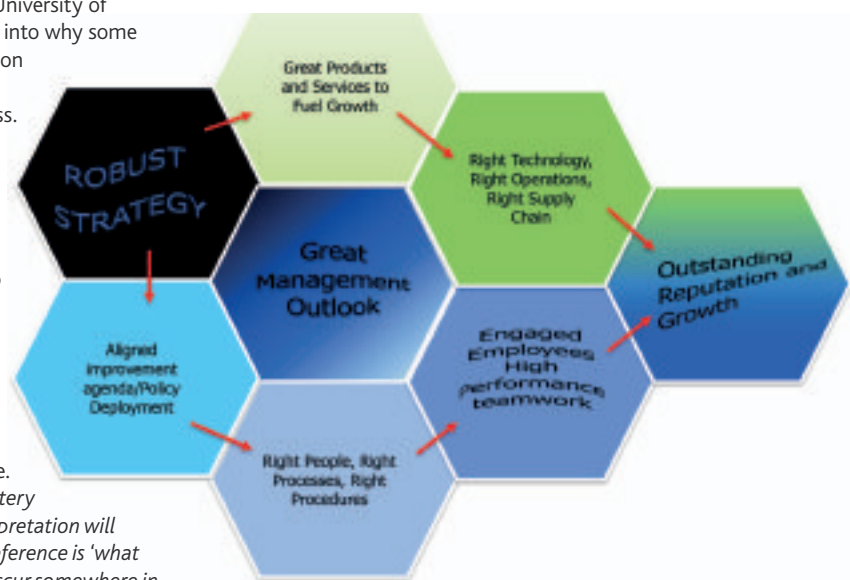 University of
into why some
on
ss.
e.
tery
pretation will
ference is ‘what
ccur somewhere in
Great Products
and Services to
Fuel Growth
ROBUST
STRATEGY
Right Technology,
Right Operations,
Right Supply
Chain
Great
Management
Outlook
Outstanding
Reputation and
Growth
Aligned
improvement
agenda/Policy
Deployment
Engaged
Employees
High
performance
teamwork
Right People, Right
Processes, Right
Procedures